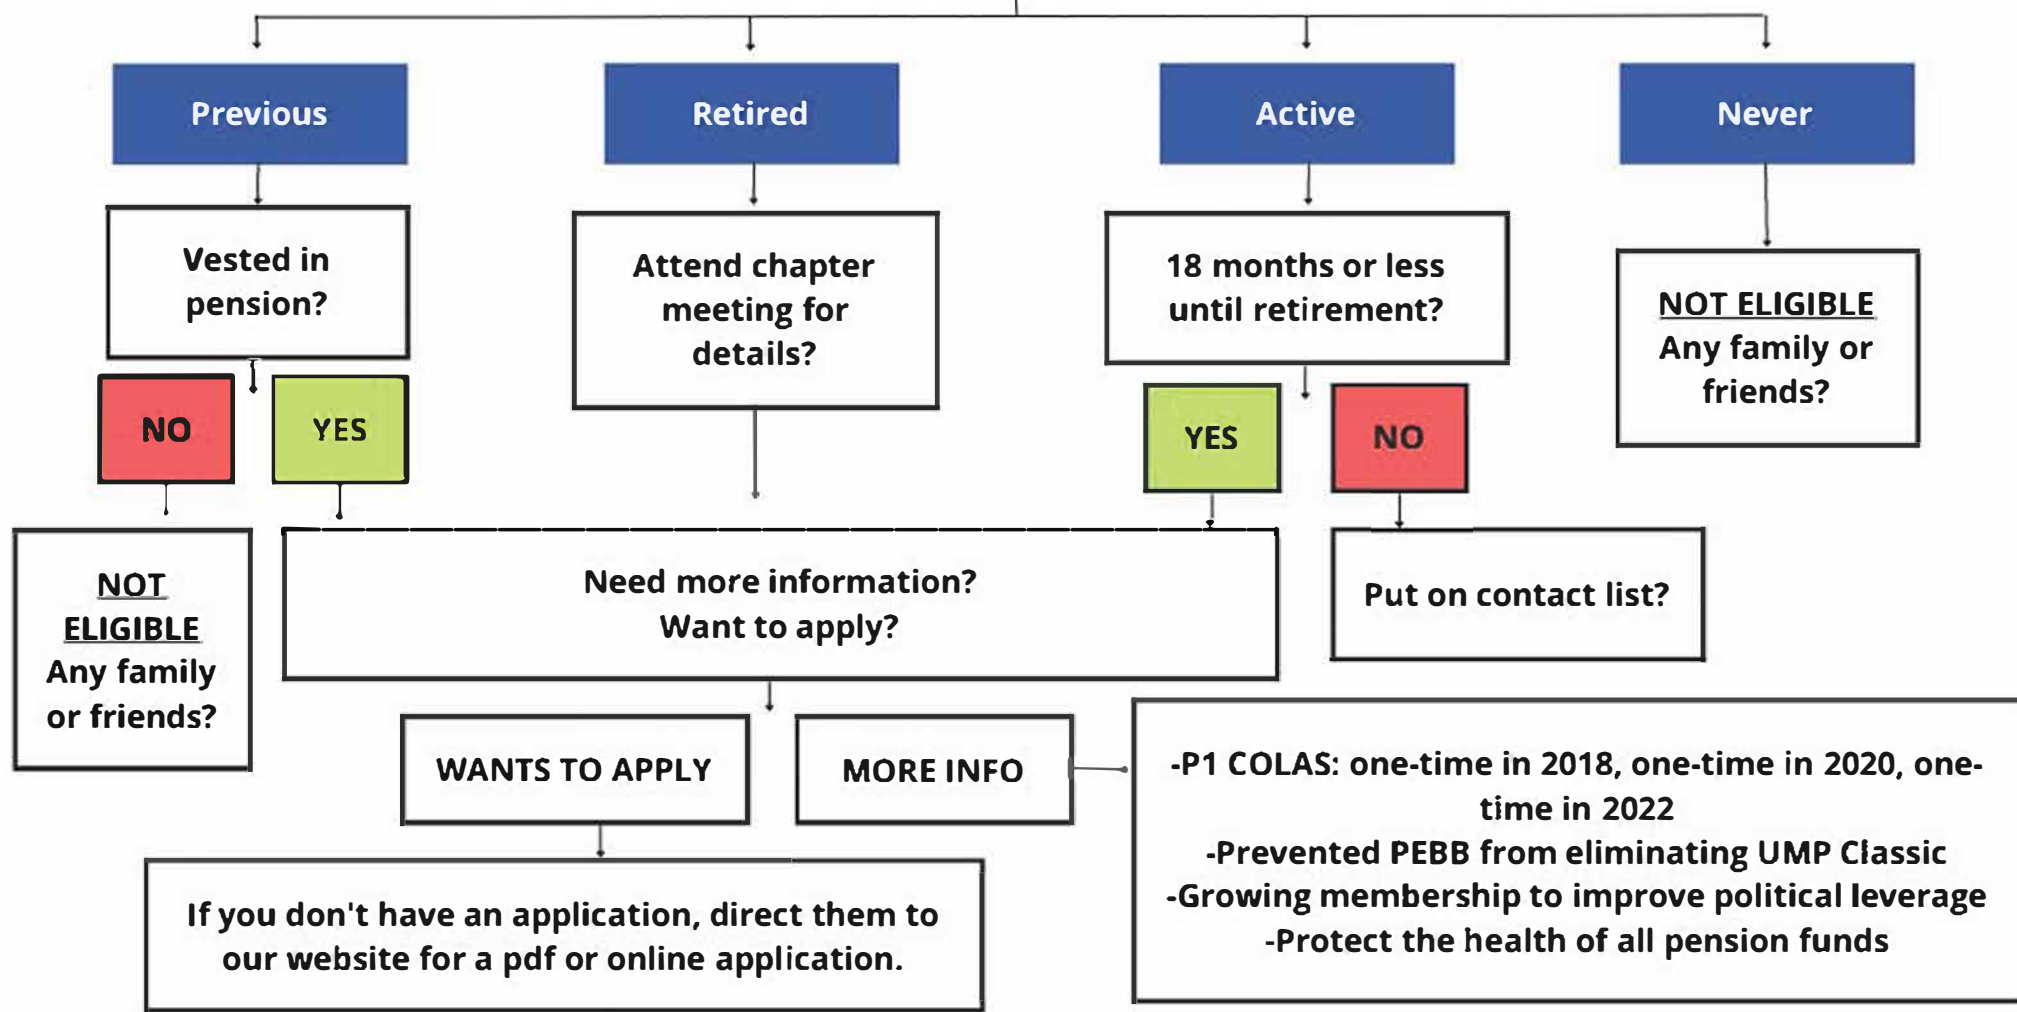 Previous
Retired
Active
Never
Vested in
pension?
Attend chapter
meeting for
details?
18 months or less
until retirement?
NOT ELIGIBLE
Any family or
friends?
NO
YES
YES
NO
NOT
ELIGIBLE
Any family
or friends?
Need more information?
Want to apply?
Put on contact list?
WANTS TO APPLY
MORE INFO
-P1 COLAS: one-time in 2018, one-time in 2020, one-
time in 2022
-Prevented PEBB from eliminating UMP Classic
-Growing membership to improve political leverage
-Protect the health of all pension funds
If you don't have an application, direct them to
our website for a pdf or online application.